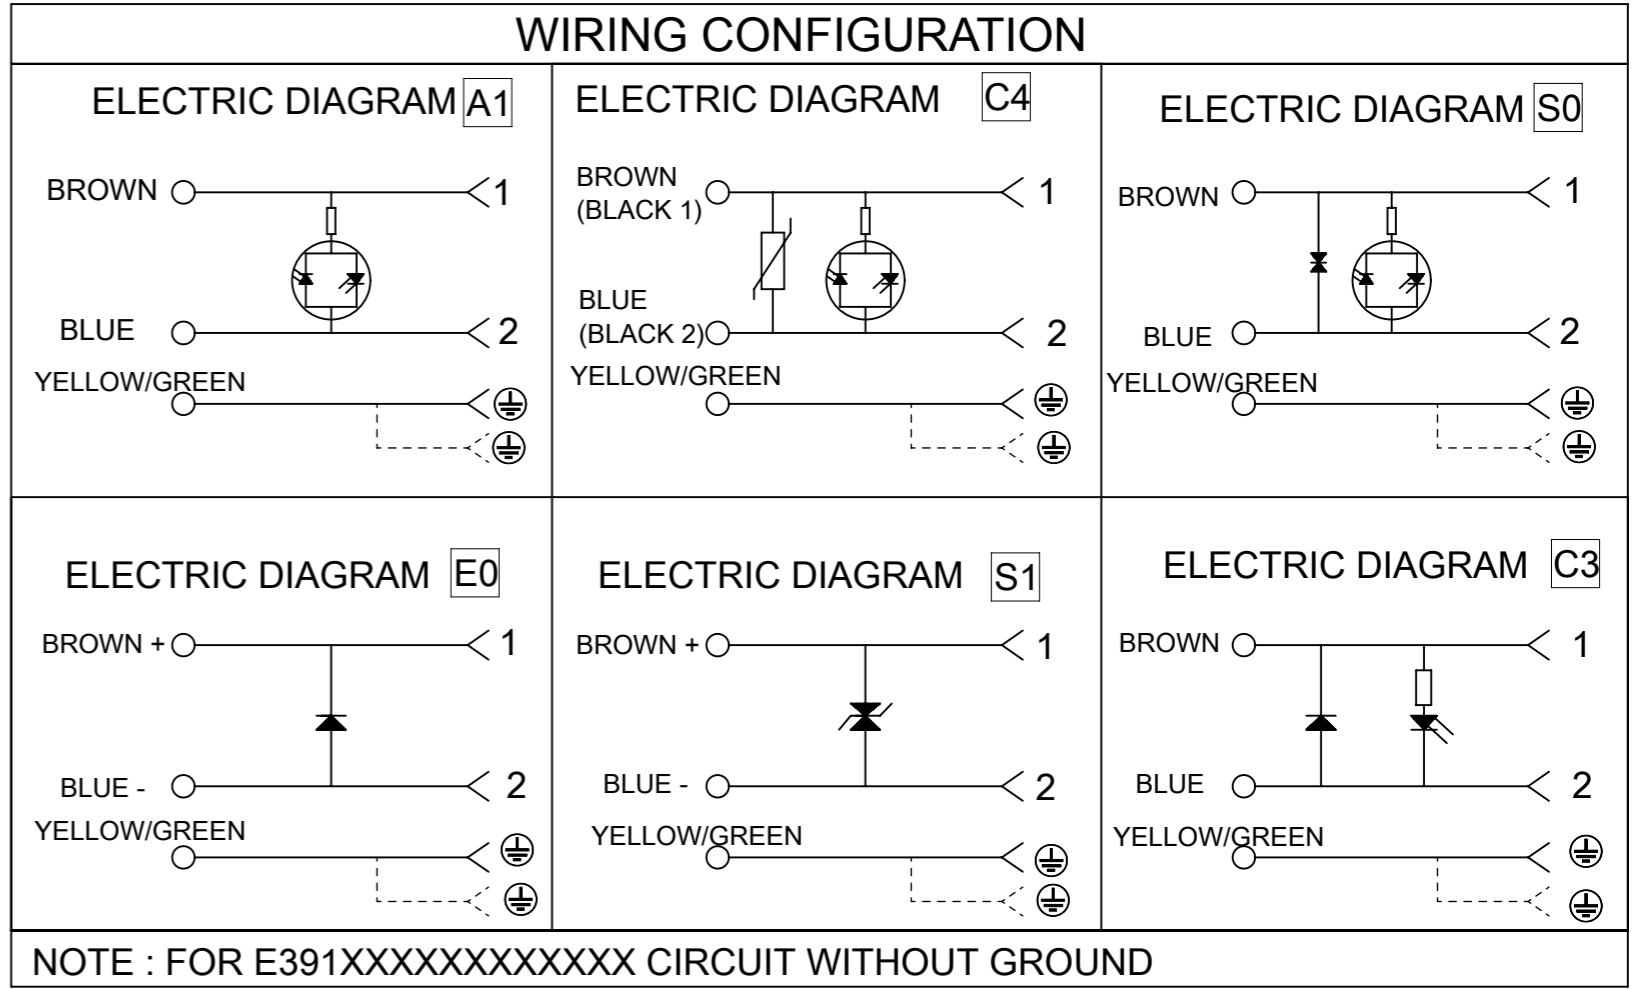 WIRING CONFIGURATION
ELECTRIC DIAGRAM A1
BROWN 1
BLUE 2
YELLOW/GREEN
ELECTRIC DIAGRAM C4
BROWN
(BLACK 1) 1
BLUE
(BLACK 2) 2
YELLOW/GREEN
ELECTRIC DIAGRAM S0
BROWN 1
BLUE 2
YELLOW/GREEN
ELECTRIC DIAGRAM E0
BROWN + 1
BLUE - 2
YELLOW/GREEN
ELECTRIC DIAGRAM S1
BROWN + 1
BLUE - 2
YELLOW/GREEN
ELECTRIC DIAGRAM C3
BROWN 1
BLUE 2
YELLOW/GREEN
NOTE : FOR E391XXXXXXXXXXXX CIRCUIT WITHOUT GROUND